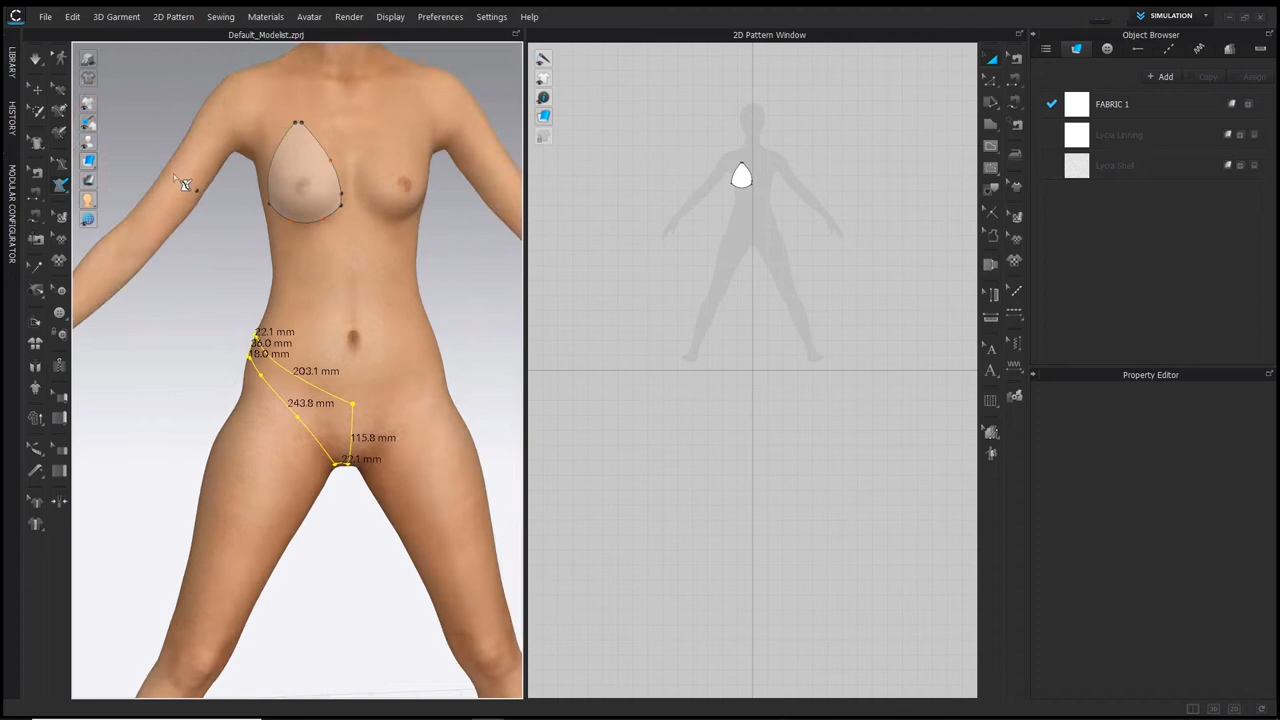 File Edit 3D Garment 2D Pattern Sewing Materials Avatar Render Display Preferences Settings Help
SIMULATION
Default_Modelist.zprj
2D Pattern Window
Object Browser
LIBRARY
HISTORY
MODULAR CONFIGURATOR
+ Add Copy Assign
FABRIC 1
Lycra Linning
Lycra Shell
Property Editor
22.1 mm
36.0 mm
18.0 mm
203.1 mm
243.8 mm
115.8 mm
22.1 mm
A
A
3D
2D